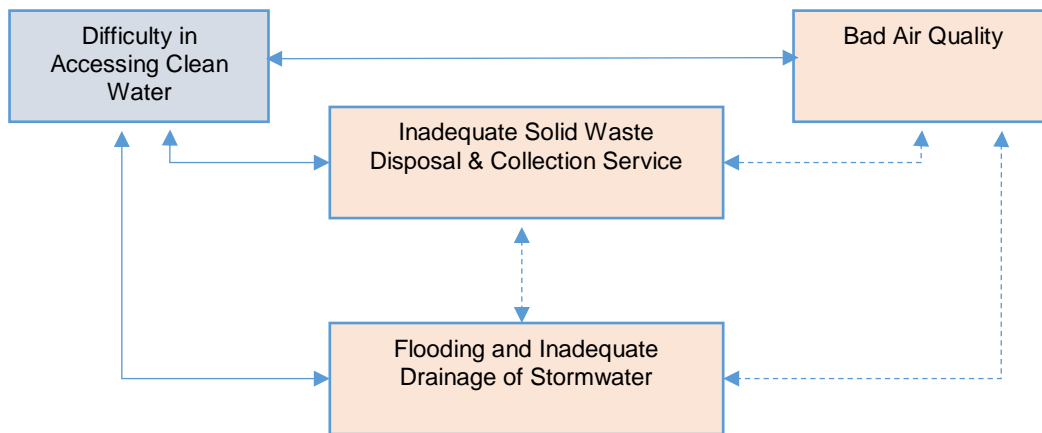 Difficulty in
Accessing Clean
Water
Bad Air Quality
Inadequate Solid Waste
Disposal & Collection Service
Flooding and Inadequate
Drainage of Stormwater